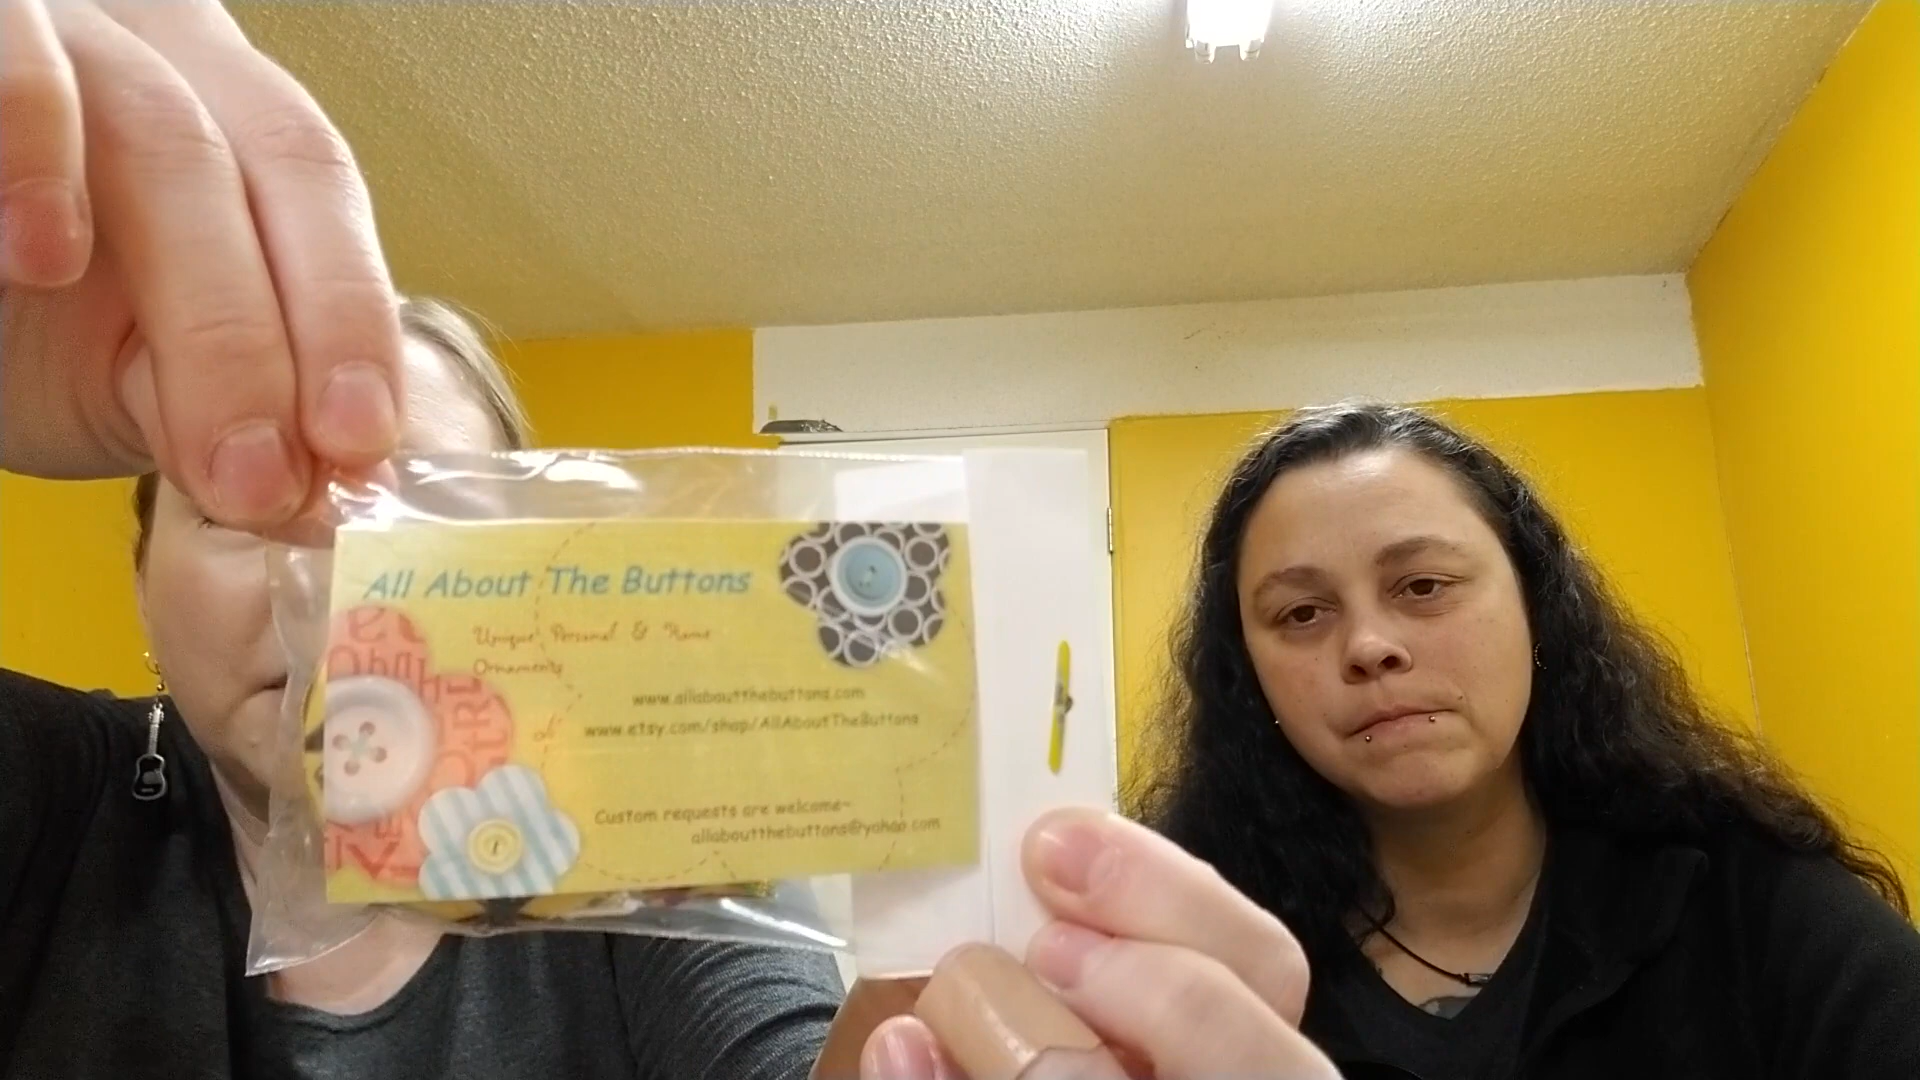 All About The Buttons
Unique Personal & Home
Ornaments
www.allaboutthebuttons.com
www.etsy.com/shop/AllAboutTheButtons
Custom requests are welcome~
allaboutthebuttons@yahoo.com